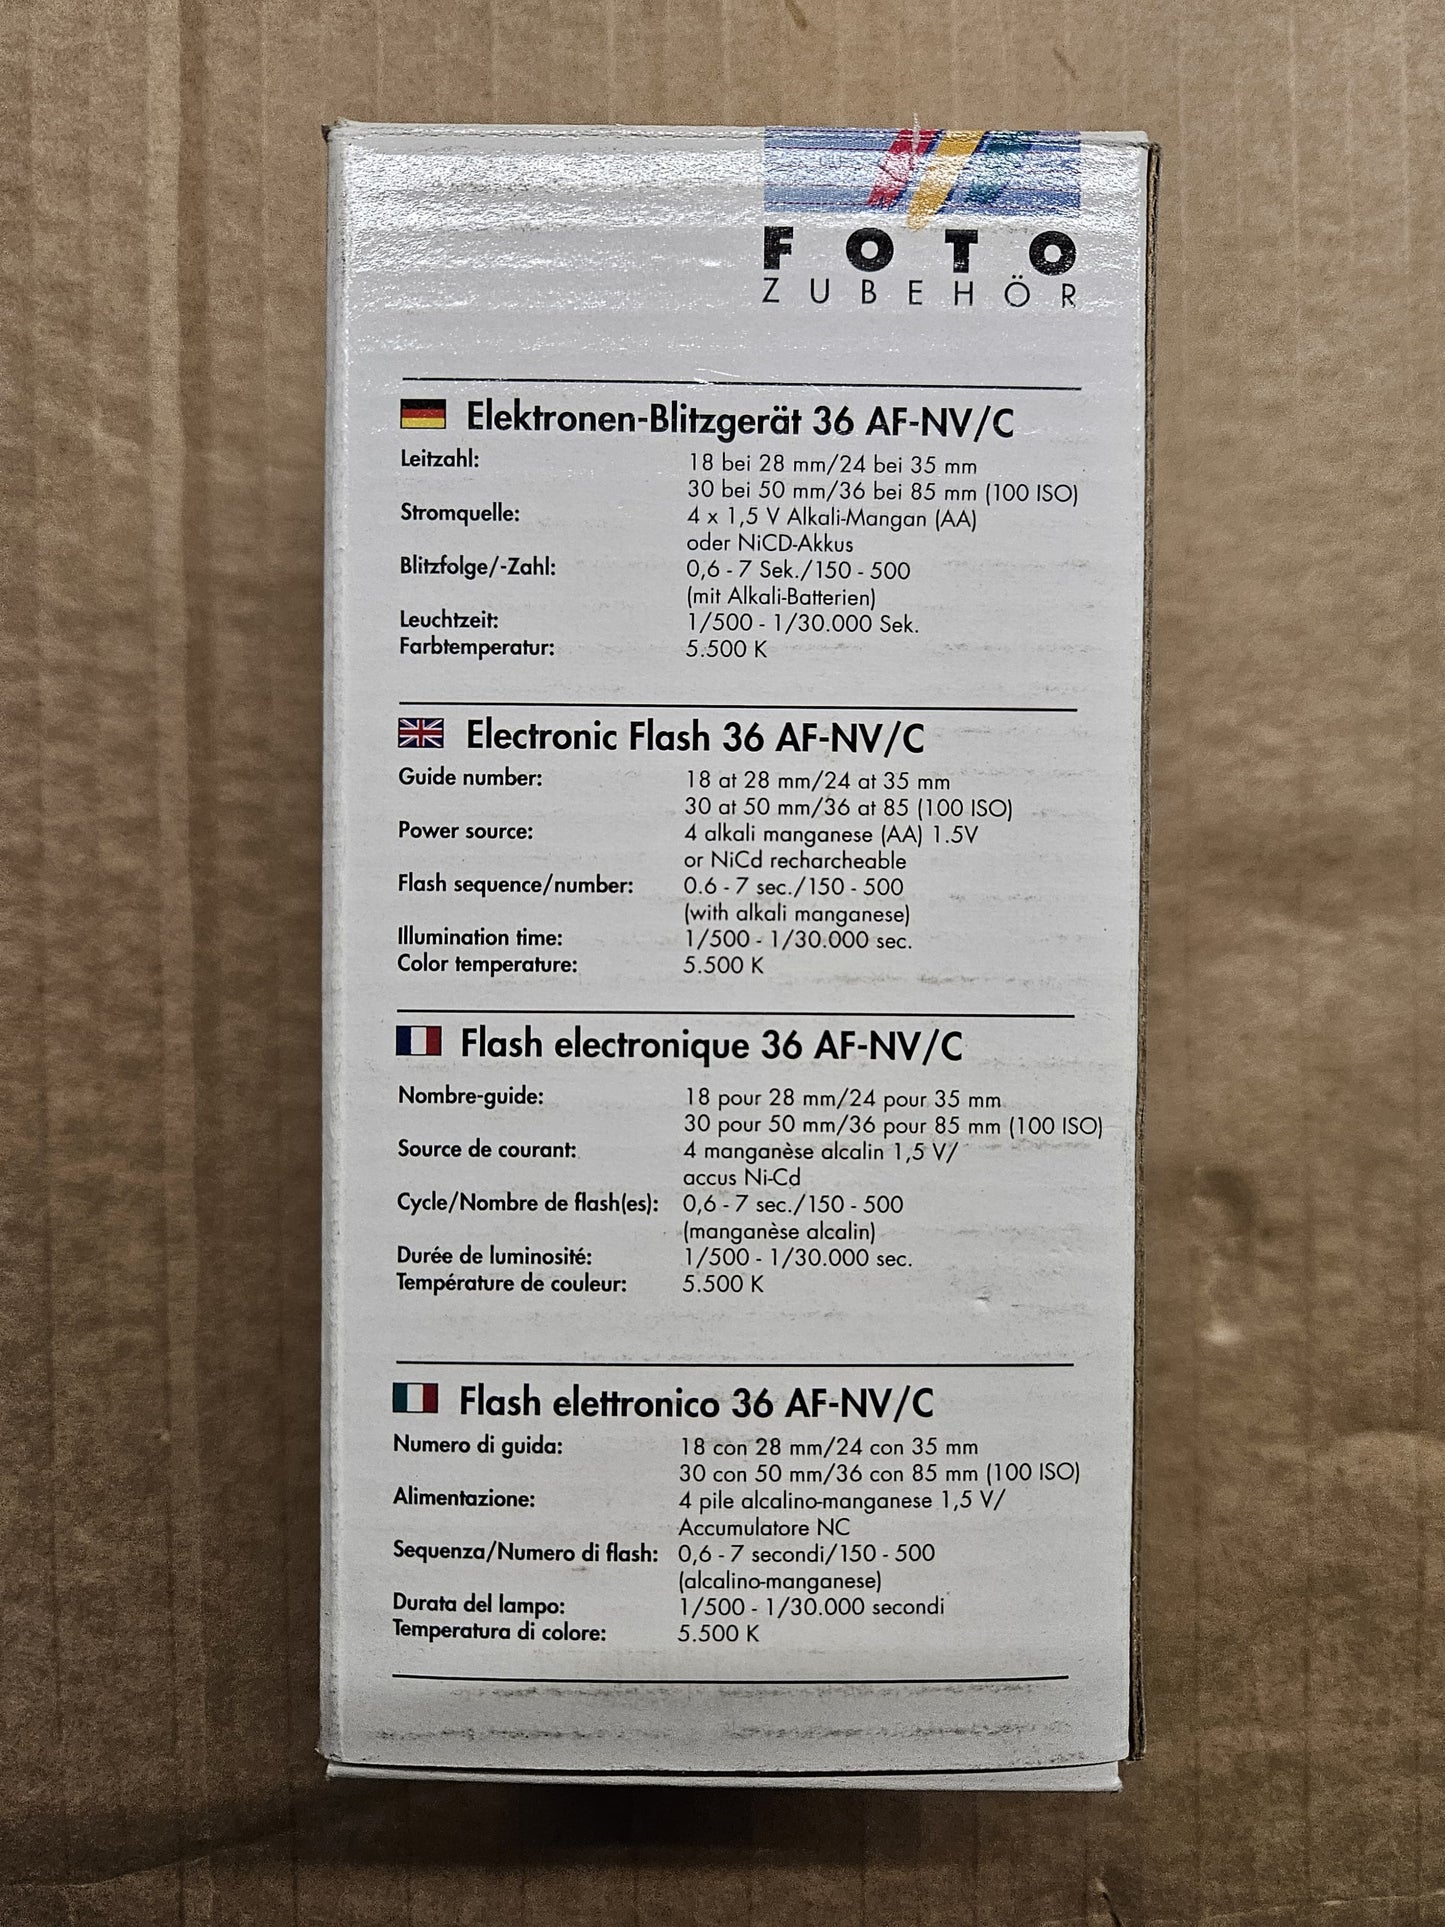 FOTO
ZUBEHÖR
Elektronen-Blitzgerät 36 AF-NV/C
Leitzahl: 18 bei 28 mm/24 bei 35 mm
30 bei 50 mm/36 bei 85 mm (100 ISO)
Stromquelle: 4 x 1,5 V Alkali-Mangan (AA)
oder NiCD-Akkus
Blitzfolge/-Zahl: 0,6 - 7 Sek./150 - 500
(mit Alkali-Batterien)
Leuchtzeit: 1/500 - 1/30.000 Sek.
Farbtemperatur: 5.500 K
Electronic Flash 36 AF-NV/C
Guide number: 18 at 28 mm/24 at 35 mm
30 at 50 mm/36 at 85 (100 ISO)
Power source: 4 alkali manganese (AA) 1.5V
or NiCd rechargheable
Flash sequence/number: 0.6 - 7 sec./150 - 500
(with alkali manganese)
Illumination time: 1/500 - 1/30.000 sec.
Color temperature: 5.500 K
Flash electronique 36 AF-NV/C
Nombre-guide: 18 pour 28 mm/24 pour 35 mm
30 pour 50 mm/36 pour 85 mm (100 ISO)
Source de courant: 4 manganèse alcalin 1,5 V/
accus Ni-Cd
Cycle/Nombre de flash(es): 0,6 - 7 sec./150 - 500
(manganèse alcalin)
Durée de luminosité: 1/500 - 1/30.000 sec.
Température de couleur: 5.500 K
Flash elettronico 36 AF-NV/C
Numero di guida: 18 con 28 mm/24 con 35 mm
30 con 50 mm/36 con 85 mm (100 ISO)
Alimentazione: 4 pile alcalino-manganese 1,5 V/
Accumulatore NC
Sequenza/Numero di flash: 0,6 - 7 secondi/150 - 500
(alcalino-manganese)
Durata del lampo: 1/500 - 1/30.000 secondi
Temperatura di colore: 5.500 K